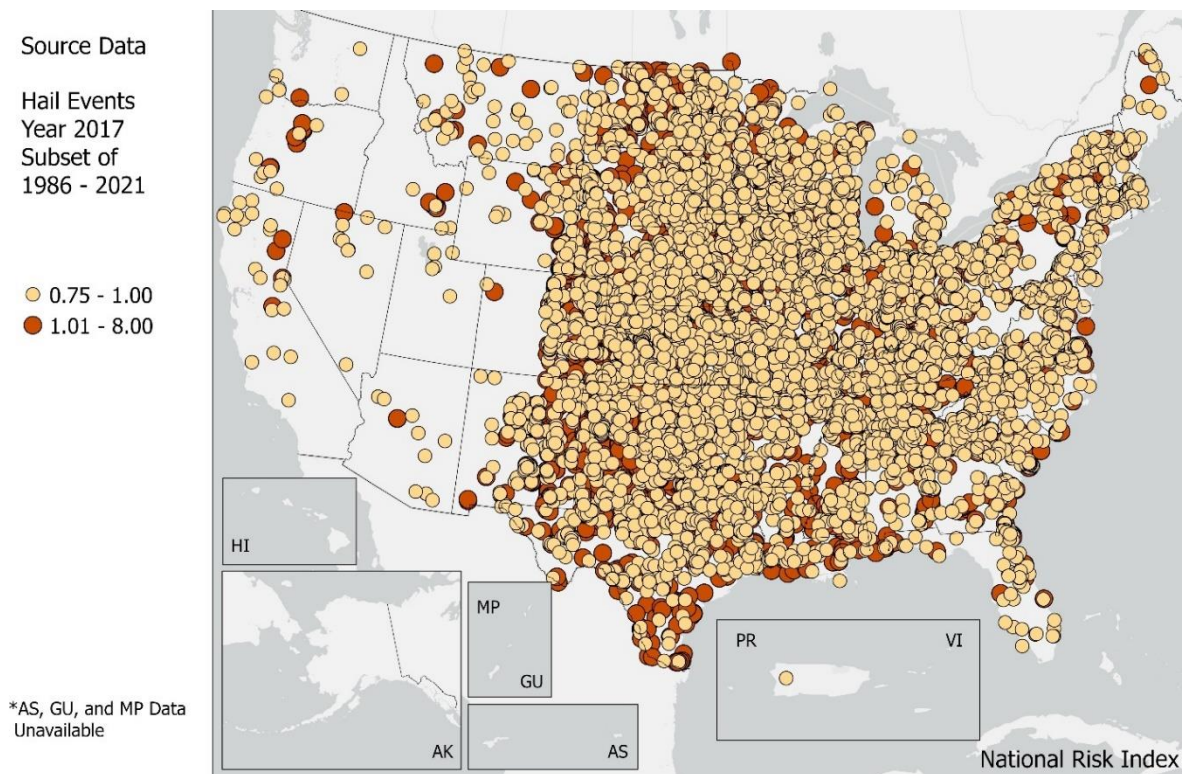 Source Data
Hail Events
Year 2017
Subset of
1986 - 2021
0.75 - 1.00
1.01 - 8.00
HI
MP
GU
PR
VI
*AS, GU, and MP Data
Unavailable
AK
AS
National Risk Index